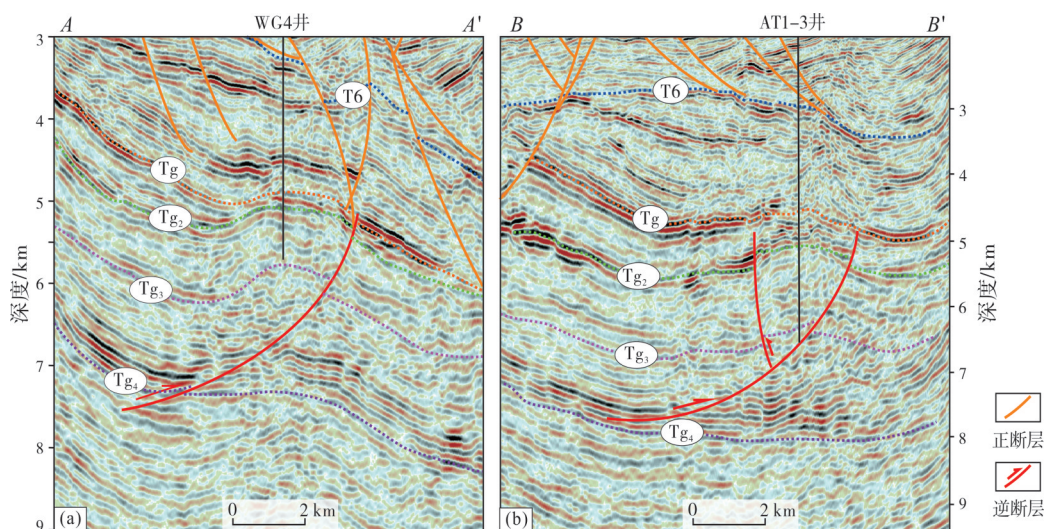 A WG4井 A'
3
4
5
6
7
8
9
深度/km
T6
Tg
Tg₂
Tg₃
Tg₄
(a)
0 2 km
B AT1-3井 B'
T6
Tg
Tg₂
Tg₃
Tg₄
(b)
0 2 km
3
4
5
6
7
8
9
深度/km
正断层
逆断层